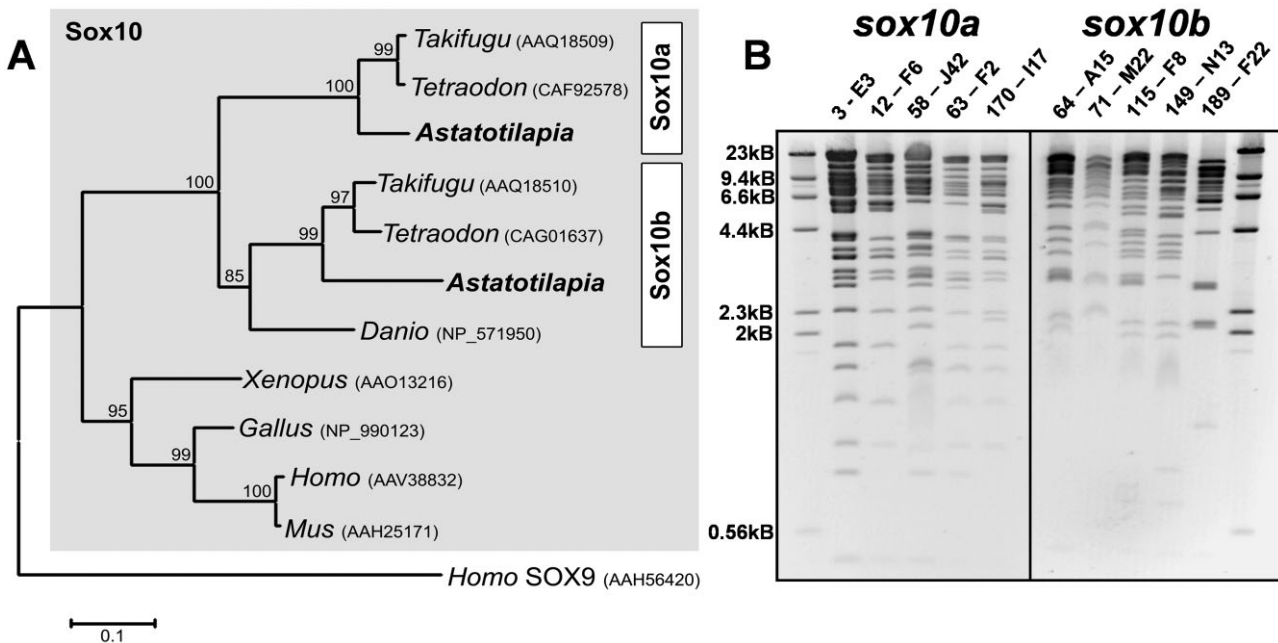 A
Sox10
Takifugu (AAQ18509)
Tetraodon (CAF92578)
Astatotilapia
Takifugu (AAQ18510)
Tetraodon (CAG01637)
Astatotilapia
Danio (NP_571950)
Xenopus (AAO13216)
Gallus (NP_990123)
Homo (AAV38832)
Mus (AAH25171)
Homo SOX9 (AAH56420)
99
100
100
97
99
85
95
99
100
Sox10a
Sox10b
0.1
B
sox10a
sox10b
3 - E3
12 – F6
58 – J42
63 – F2
170 – I17
64 – A15
71 – M22
115 – F8
149 – N13
189 – F22
23kB
9.4kB
6.6kB
4.4kB
2.3kB
2kB
0.56kB